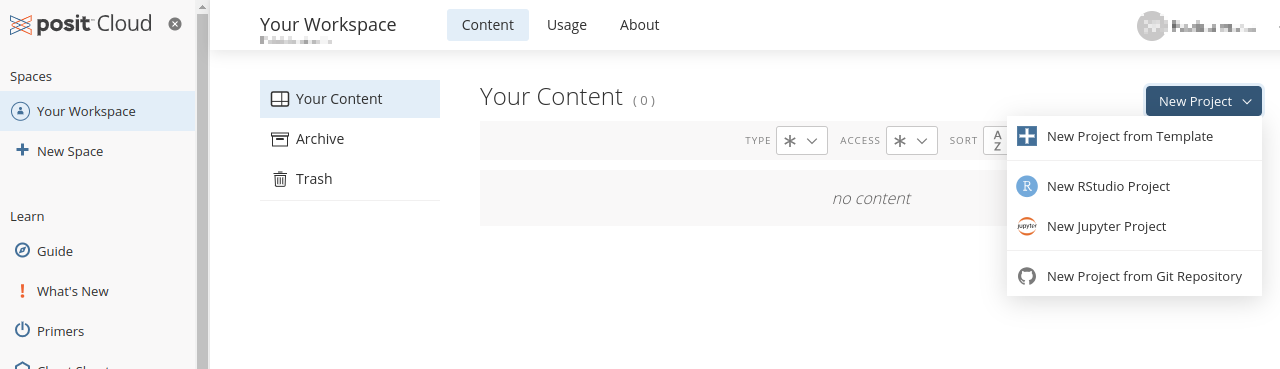 posit Cloud
Spaces
Your Workspace
New Space
Learn
Guide
What's New
Primers
Your Workspace
Content
Usage
About
Your Content
Archive
Trash
Your Content (0)
New Project
TYPE
ACCESS
SORT
A
Z
no content
New Project from Template
R
New RStudio Project
jupyter
New Jupyter Project
New Project from Git Repository